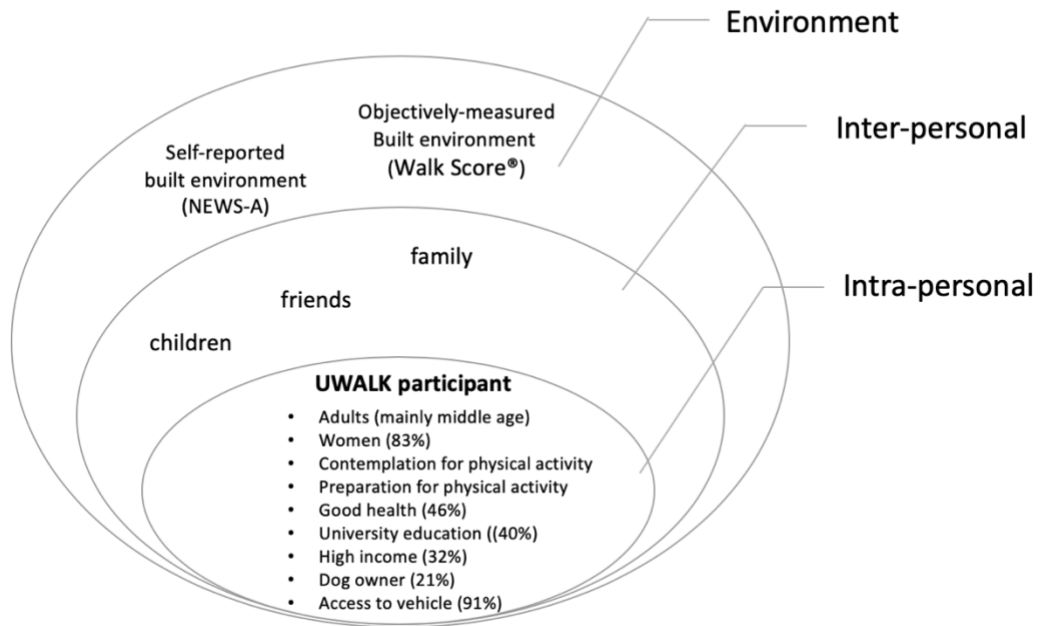 Environment
Objectively-measured
Built environment
(Walk Score®)
Self-reported
built environment
(NEWS-A)
Inter-personal
family
friends
children
Intra-personal
UWALK participant
• Adults (mainly middle age)
• Women (83%)
• Contemplation for physical activity
• Preparation for physical activity
• Good health (46%)
• University education ((40%)
• High income (32%)
• Dog owner (21%)
• Access to vehicle (91%)